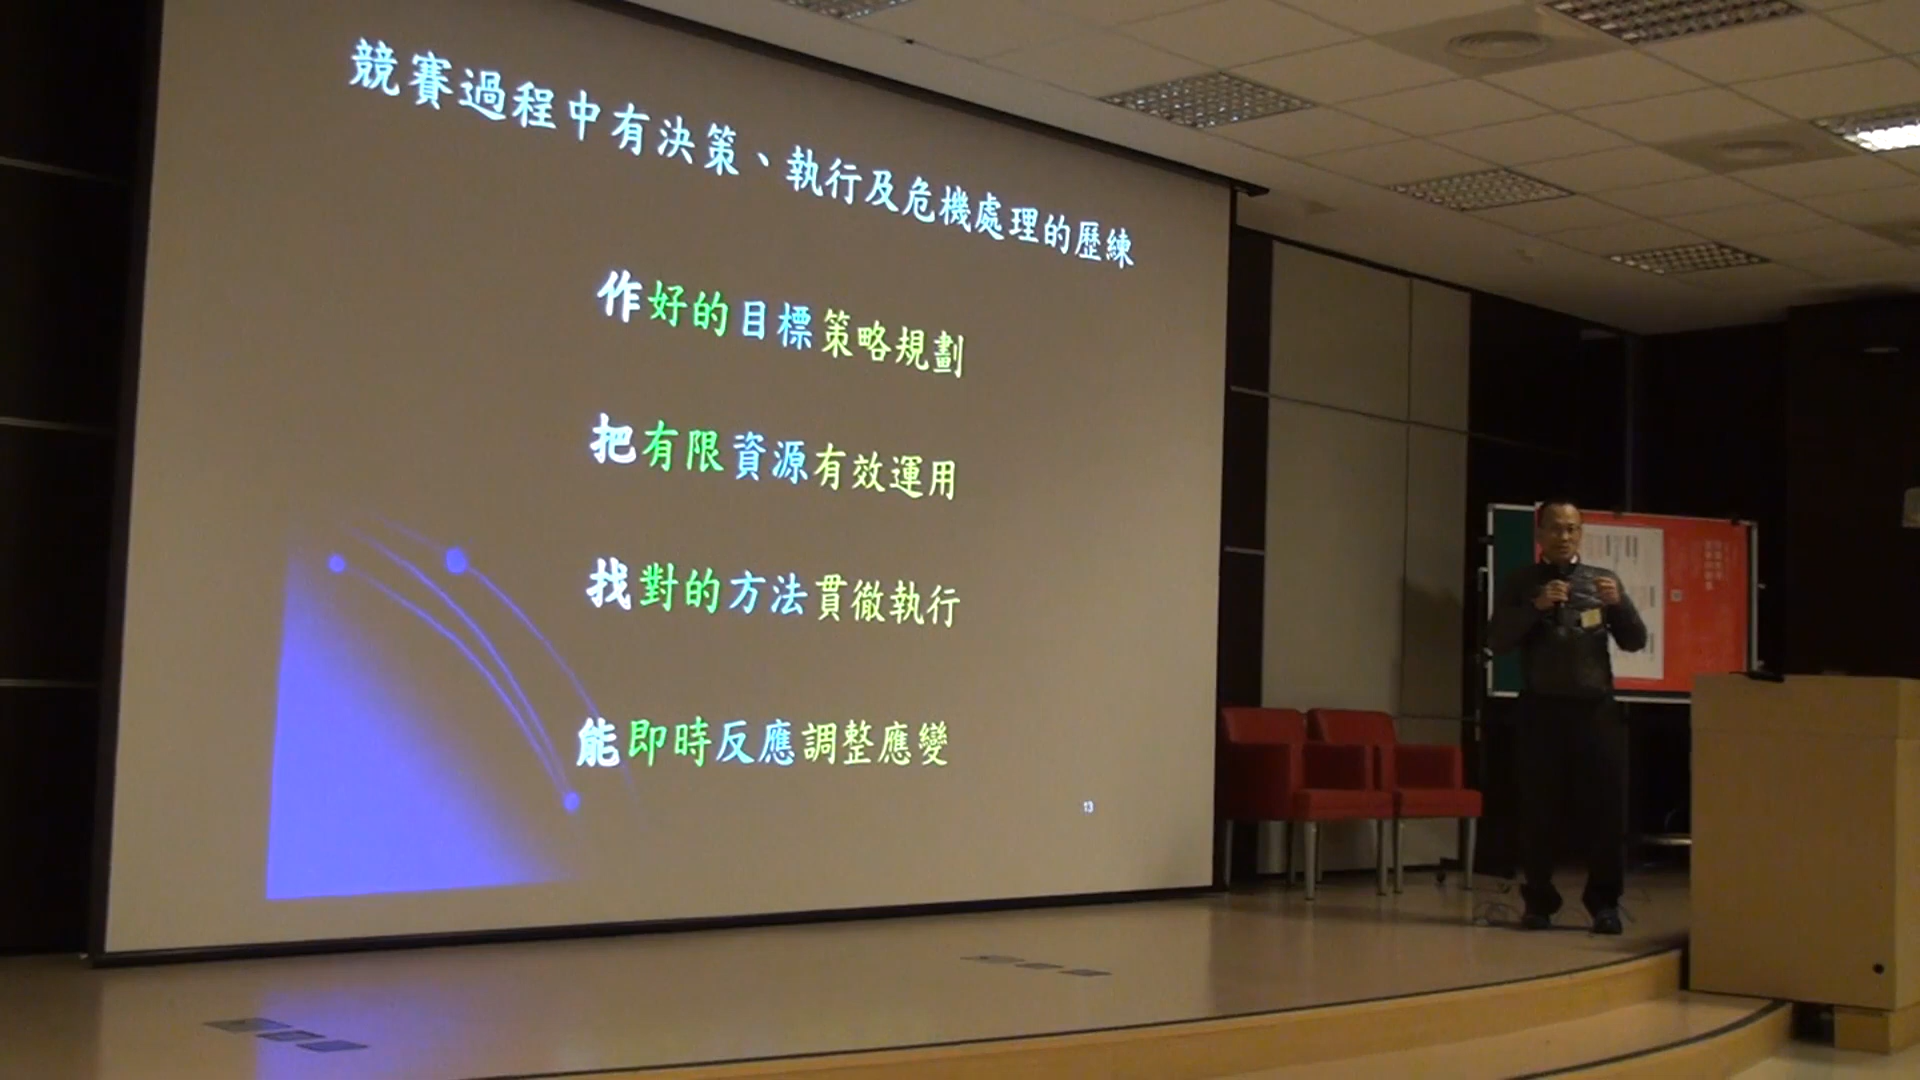 競賽過程中有決策、執行及危機處理的歷練
作好的目標策略規劃
把有限資源有效運用
找對的方法貫徹執行
能即時反應調整應變
13